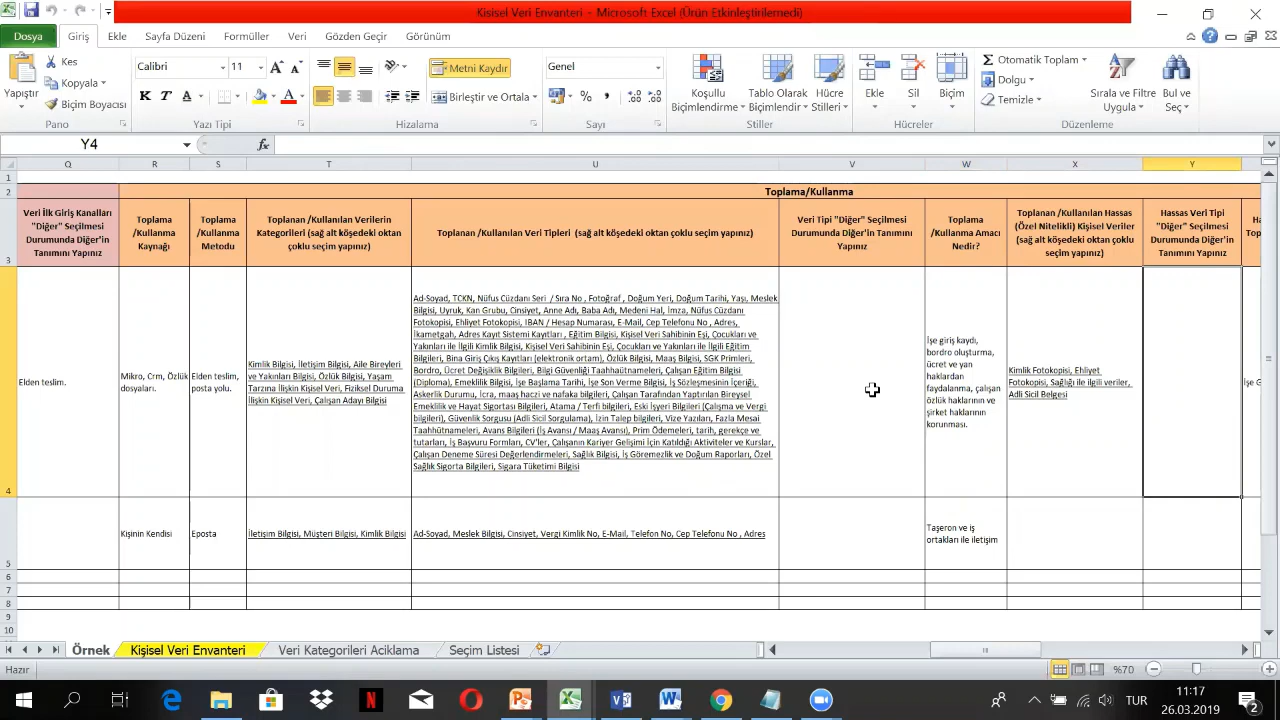 Kisisel Veri Envanteri - Microsoft Excel (Ürün Etkinleştirilemedi)
Dosya Giriş Ekle Sayfa Düzeni Formüller Veri Gözden Geçir Görünüm
Yapıştır
Kes
Kopyala
Biçim Boyacısı
Pano
Calibri 11
K T A
Yazı Tipi
Metni Kaydır
Birleştir ve Ortala
Hizalama
Genel
Sayı
Koşullu Biçimlendirme
Tablo Olarak Biçimlendir
Hücre Stilleri
Stiller
Ekle Sil Biçim
Hücreler
Σ Otomatik Toplam
Dolgu
Temizle
Sırala ve Filtre Uygula
Bul ve Seç
Düzenleme
Y4 fx
Q R S T U V W X Y
1
2
Toplama/Kullanma
3
Veri İlk Giriş Kanalları
"Diğer" Seçilmesi
Durumunda Diğer'in
Tanımını Yapınız
Toplama
/Kullanma
Kaynağı
Toplama
/Kullanma
Metodu
Toplanan /Kullanılan Verilerin
Kategorileri (sağ alt köşedeki oktan
çoklu seçim yapınız)
Toplanan /Kullanılan Veri Tipleri (sağ alt köşedeki oktan çoklu seçim yapınız)
Veri Tipi "Diğer" Seçilmesi
Durumunda Diğer'in Tanımını
Yapınız
Toplama
/Kullanma Amacı
Nedir?
Toplanan /Kullanılan Hassas
(Özel Nitelikli) Kişisel Veriler
(sağ alt köşedeki oktan çoklu
seçim yapınız)
Hassas Veri Tipi
"Diğer" Seçilmesi
Durumunda Diğer'in
Tanımını Yapınız
4
Elden teslim.
Mikro, Crm, Özlük
dosyaları.
Elden teslim,
posta yolu.
Kimlik Bilgisi, İletişim Bilgisi, Aile Bireyleri
ve Yakınları Bilgisi, Özlük Bilgisi, Yaşam
Tarzına İlişkin Kişisel Veri, Fiziksel Duruma
İlişkin Kişisel Veri, Çalışan Adayı Bilgisi
Ad-Soyad, TCKN, Nüfus Cüzdanı Seri / Sıra No , Fotoğraf , Doğum Yeri, Doğum Tarihi, Yaşı, Meslek
Bilgisi, Uyruk, Kan Grubu, Cinsiyet, Anne Adı, Baba Adı, Medeni Hal, İmza, Nüfus Cüzdanı
Fotokopisi, Ehliyet Fotokopisi, IBAN / Hesap Numarası, E-Mail, Cep Telefonu No , Adres,
İkametgah, Adres Kayıt Sistemi Kayıtları , Eğitim Bilgisi, Kişisel Veri Sahibinin Eşi, Çocukları ve
Yakınları ile İlgili Kimlik Bilgisi, Kişisel Veri Sahibinin Eşi, Çocukları ve Yakınları ile İlgili Eğitim
Bilgileri, Bina Giriş Çıkış Kayıtları (elektronik ortam), Özlük Bilgisi, Maaş Bilgisi, SGK Primleri,
Bordro, Ücret Değişiklik Bilgileri, Bilgi Güvenliği Taahhaütnameleri, Çalışan Eğitim Bilgisi
(Diploma), Emeklilik Bilgisi, İşe Başlama Tarihi, İşe Son Verme Bilgisi, İş Sözleşmesinin İçeriği,
Askerlik Durumu, İcra, maaş haczi ve nafaka bilgileri, Çalışan Tarafından Yaptırılan Bireysel
Emeklilik ve Hayat Sigortası Bilgileri, Atama / Terfi bilgileri, Eski İşyeri Bilgileri (Çalışma ve Vergi
bilgileri), Güvenlik Sorgusu (Adli Sicil Sorgulama), İzin Talep bilgileri, Vize Yazıları, Fazla Mesai
Taahhütnameleri, Avans Bilgileri (İş Avansı / Maaş Avansı), Prim Ödemeleri, tarih, gerekçe ve
tutarları, İş Başvuru Formları, CV'ler, Çalışanın Kariyer Gelişimi İçin Katıldığı Aktiviteler ve Kurslar,
Çalışan Deneme Süresi Değerlendirmeleri, Sağlık Bilgisi, İş Göremezlik ve Doğum Raporları, Özel
Sağlık Sigorta Bilgileri, Sigara Tüketimi Bilgisi
İşe giriş kaydı,
bordro oluşturma,
ücret ve yan
haklardan
faydalanma, çalışan
özlük haklarının ve
şirket haklarının
korunması.
Kimlik Fotokopisi, Ehliyet
Fotokopisi, Sağlığı ile ilgili veriler,
Adli Sicil Belgesi
5
Kişinin Kendisi
Eposta
İletişim Bilgisi, Müşteri Bilgisi, Kimlik Bilgisi
Ad-Soyad, Meslek Bilgisi, Cinsiyet, Vergi Kimlik No, E-Mail, Telefon No, Cep Telefonu No , Adres
Taşeron ve iş
ortakları ile iletişim
6
7
8
9
10
Örnek Kişisel Veri Envanteri Veri Kategorileri Aciklama Seçim Listesi
Hazır %70
TUR
11:17
26.03.2019
2